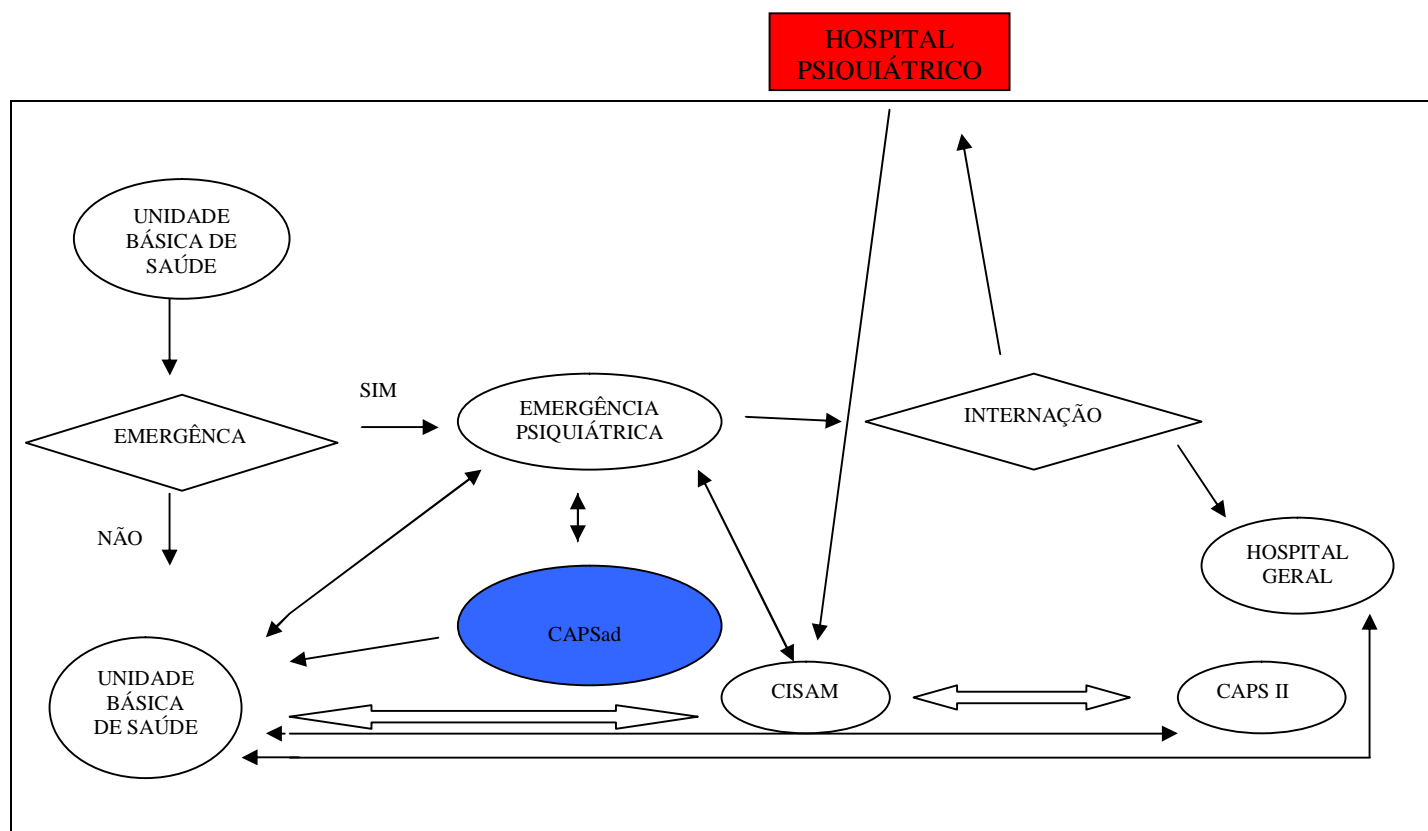 HOSPITAL
PSIQUIÁTRICO
UNIDADE
BÁSICA DE
SAÚDE
SIM
EMERGÊNCA
EMERGÊNCIA
PSIQUIÁTRICA
INTERNAÇÃO
NÃO
HOSPITAL
GERAL
CAPSad
UNIDADE
BÁSICA
DE SAÚDE
CISAM
CAPS II